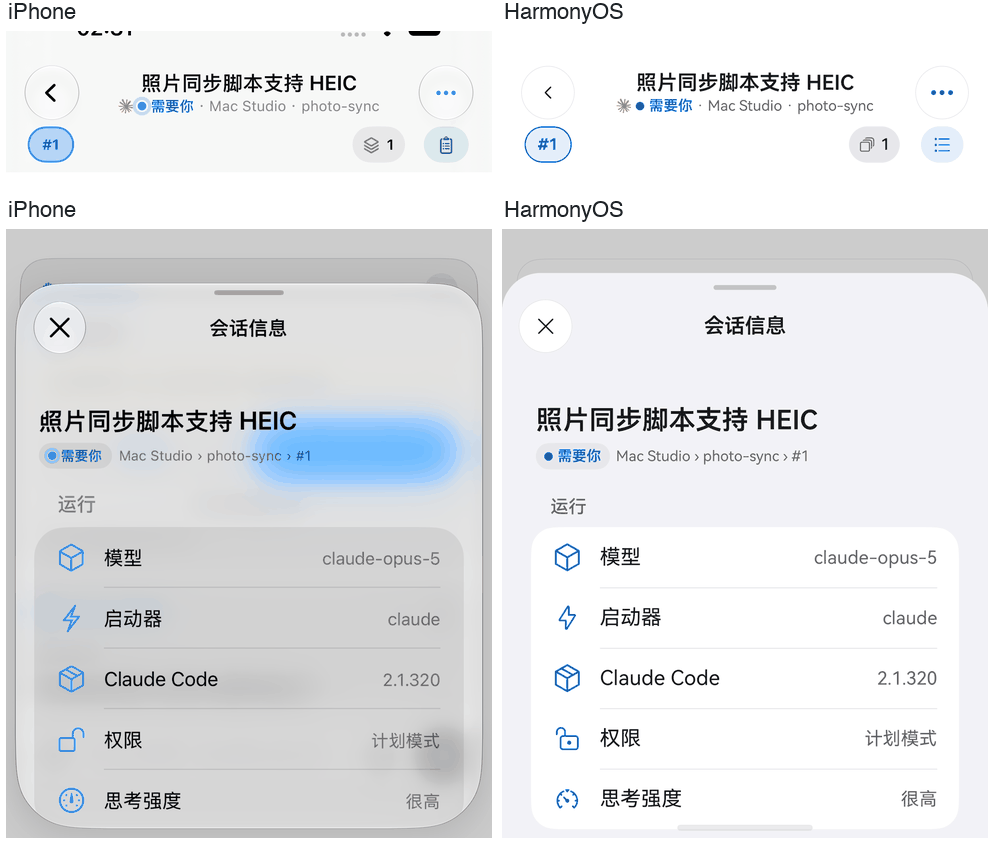 iPhone
HarmonyOS
照片同步脚本支持 HEIC
需要你 · Mac Studio · photo-sync
#1
1
照片同步脚本支持 HEIC
需要你 · Mac Studio · photo-sync
#1
1
iPhone
HarmonyOS
会话信息
照片同步脚本支持 HEIC
需要你 Mac Studio › photo-sync › #1
运行
模型 claude-opus-5
启动器 claude
Claude Code 2.1.320
权限 计划模式
思考强度 很高
会话信息
照片同步脚本支持 HEIC
需要你 Mac Studio › photo-sync › #1
运行
模型 claude-opus-5
启动器 claude
Claude Code 2.1.320
权限 计划模式
思考强度 很高